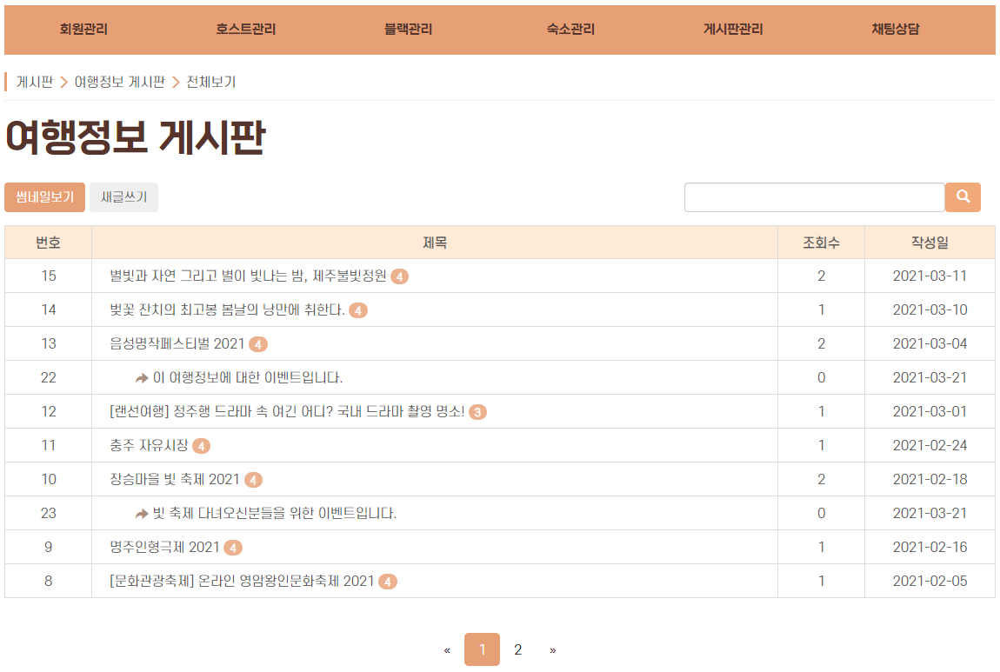 회원관리 호스트관리 블랙관리 숙소관리 게시판관리 채팅상담
게시판 > 여행정보 게시판 > 전체보기
여행정보 게시판
썸네일보기 새글쓰기
번호 제목 조회수 작성일
15 별빛과 자연 그리고 별이 빛나는 밤, 제주불빛정원 4 2 2021-03-11
14 벚꽃 잔치의 최고봉 봄날의 낭만에 취한다. 4 1 2021-03-10
13 음성명작페스티벌 2021 4 2 2021-03-04
22 이 여행정보에 대한 이벤트입니다. 0 2021-03-21
12 [랜선여행] 정주행 드라마 속 여긴 어디? 국내 드라마 촬영 명소! 3 1 2021-03-01
11 충주 자유시장 4 1 2021-02-24
10 장승마을 빛 축제 2021 4 2 2021-02-18
23 빛 축제 다녀오신분들을 위한 이벤트입니다. 0 2021-03-21
9 명주인형극제 2021 4 1 2021-02-16
8 [문화관광축제] 온라인 영암왕인문화축제 2021 4 1 2021-02-05
« 1 2 »